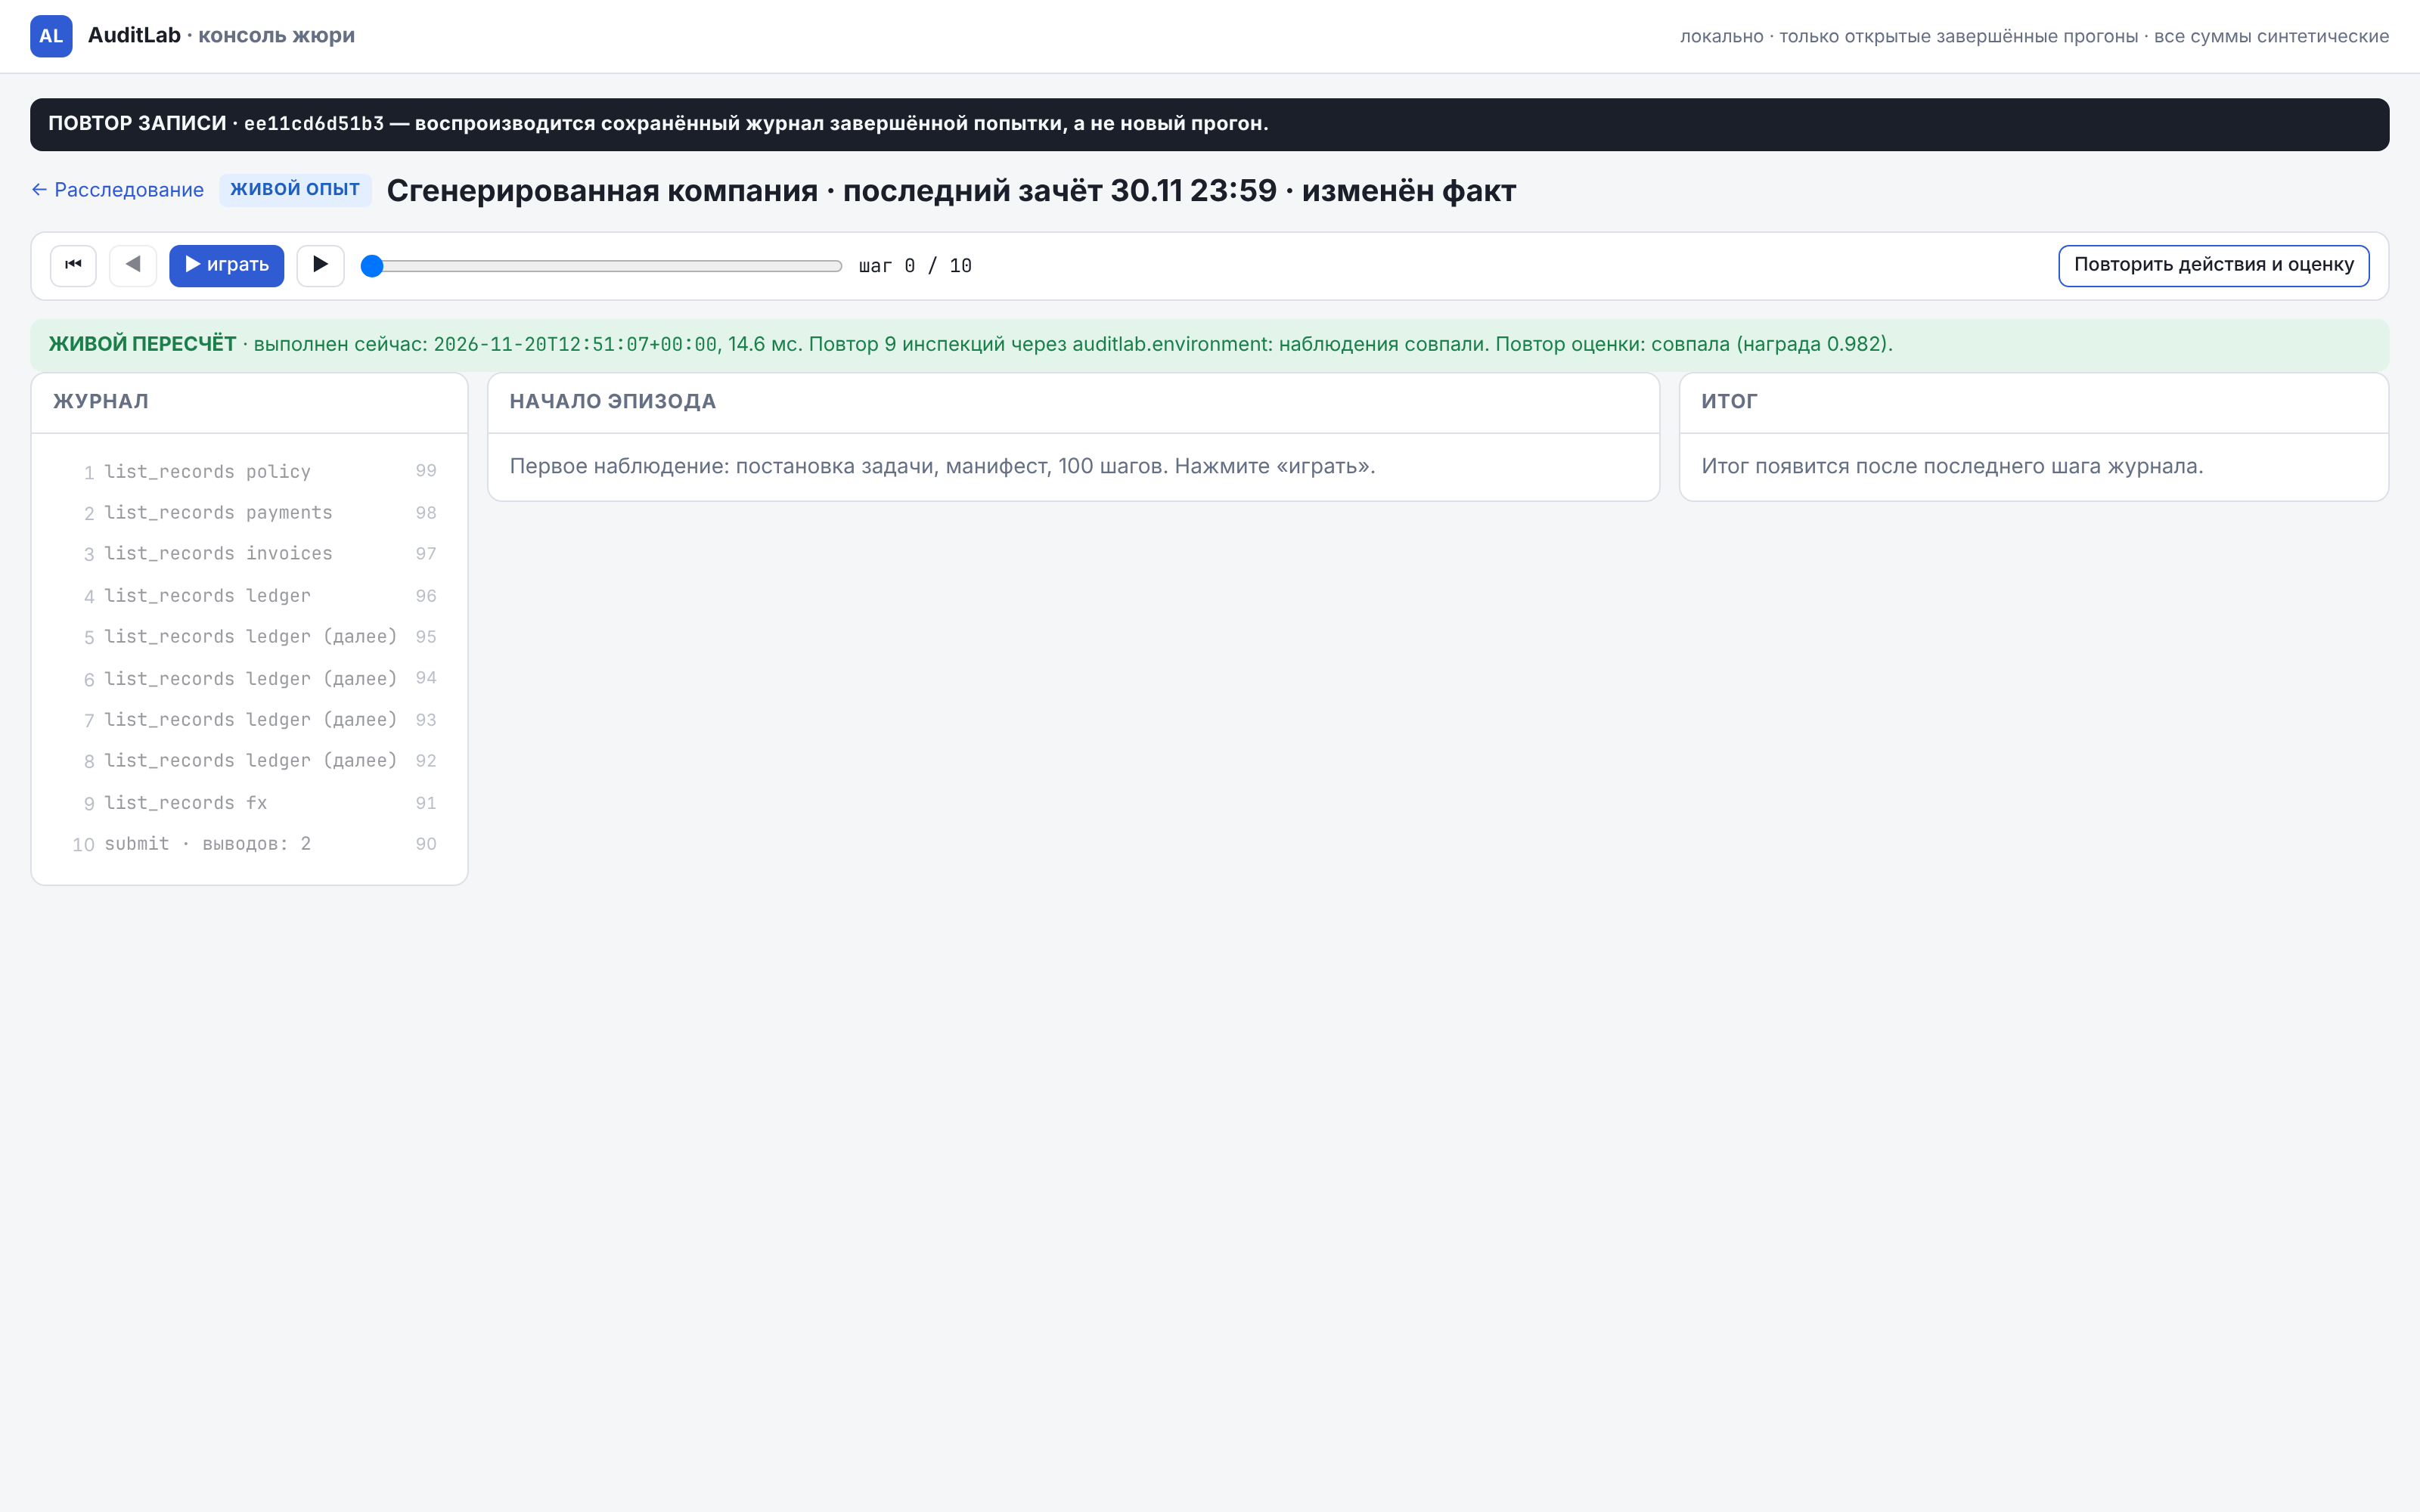 AL AuditLab · консоль жюри
локально · только открытые завершённые прогоны · все суммы синтетические
ПОВТОР ЗАПИСИ · ee11cd6d51b3 — воспроизводится сохранённый журнал завершённой попытки, а не новый прогон.
← Расследование ЖИВОЙ ОПЫТ Сгенерированная компания · последний зачёт 30.11 23:59 · изменён факт
⏮ ◀ ▶ играть ▶ шаг 0 / 10 Повторить действия и оценку
ЖИВОЙ ПЕРЕСЧЁТ · выполнен сейчас: 2026-11-20T12:51:07+00:00, 14.6 мс. Повтор 9 инспекций через auditlab.environment: наблюдения совпали. Повтор оценки: совпала (награда 0.982).
ЖУРНАЛ
1 list_records policy 99
2 list_records payments 98
3 list_records invoices 97
4 list_records ledger 96
5 list_records ledger (далее) 95
6 list_records ledger (далее) 94
7 list_records ledger (далее) 93
8 list_records ledger (далее) 92
9 list_records fx 91
10 submit · выводов: 2 90
НАЧАЛО ЭПИЗОДА
Первое наблюдение: постановка задачи, манифест, 100 шагов. Нажмите «играть».
ИТОГ
Итог появится после последнего шага журнала.